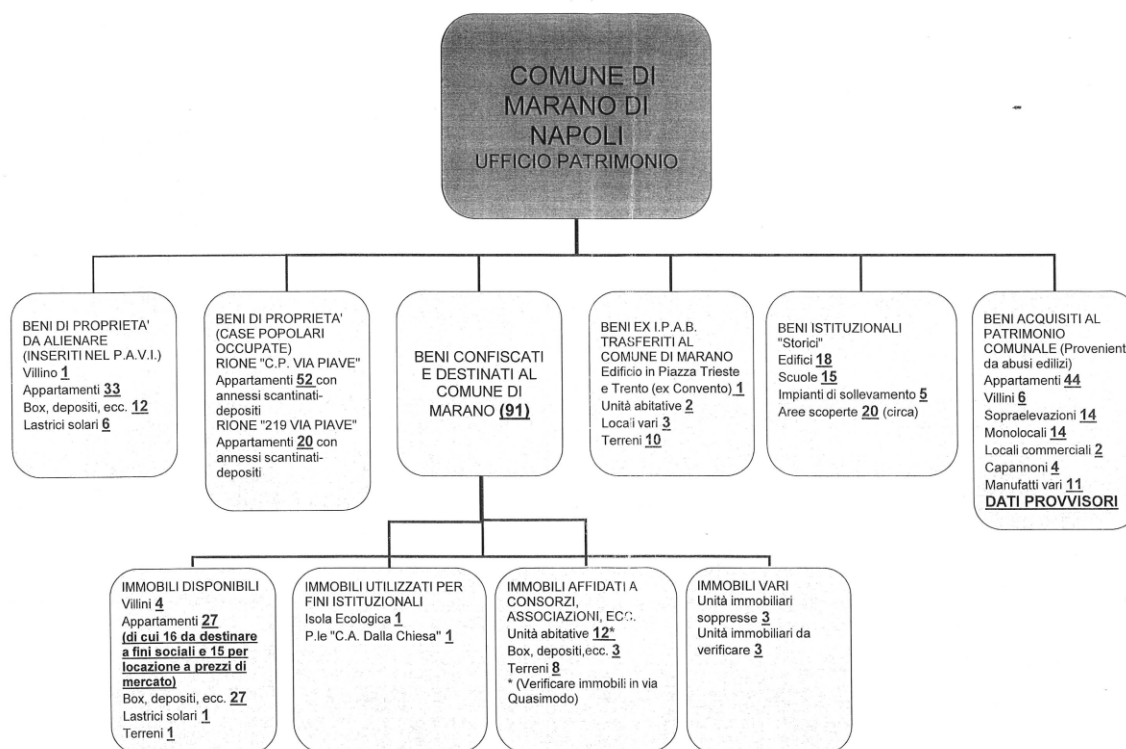 COMUNE DI
MARANO DI
NAPOLI
UFFICIO PATRIMONIO
BENI DI PROPRIETA'
DA ALIENARE
(INSERITI NEL P.A.V.I.)
Villino 1
Appartamenti 33
Box, depositi, ecc. 12
Lastrici solari 6
BENI DI PROPRIETA'
(CASE POPOLARI
OCCUPATE)
RIONE "C.P. VIA PIAVE"
Appartamenti 52 con
annessi scantinati-
depositi
RIONE "219 VIA PIAVE"
Appartamenti 20 con
annessi scantinati-
depositi
BENI CONFISCATI
E DESTINATI AL
COMUNE DI
MARANO (91)
BENI EX I.P.A.B.
TRASFERITI AL
COMUNE DI MARANO
Edificio in Piazza Trieste
e Trento (ex Convento) 1
Unità abitative 2
Locali vari 3
Terreni 10
BENI ISTITUZIONALI
"Storici"
Edifici 18
Scuole 15
Impianti di sollevamento 5
Aree scoperte 20 (circa)
BENI ACQUISITI AL
PATRIMONIO
COMUNALE (Provenient
da abusi edilizi)
Appartamenti 44
Villini 6
Sopraelevazioni 14
Monolocali 14
Locali commerciali 2
Capannoni 4
Manufatti vari 11
DATI PROVVISORI
IMMOBILI DISPONIBILI
Villini 4
Appartamenti 27
(di cui 16 da destinare
a fini sociali e 15 per
locazione a prezzi di
mercato)
Box, depositi, ecc. 27
Lastrici solari 1
Terreni 1
IMMOBILI UTILIZZATI PER
FINI ISTITUZIONALI
Isola Ecologica 1
P.le "C.A. Dalla Chiesa" 1
IMMOBILI AFFIDATI A
CONSORZI,
ASSOCIAZIONI, ECC.
Unità abitative 12*
Box, depositi,ecc. 3
Terreni 8
* (Verificare immobili in via
Quasimodo)
IMMOBILI VARI
Unità immobiliari
soppresse 3
Unità immobiliari da
verificare 3